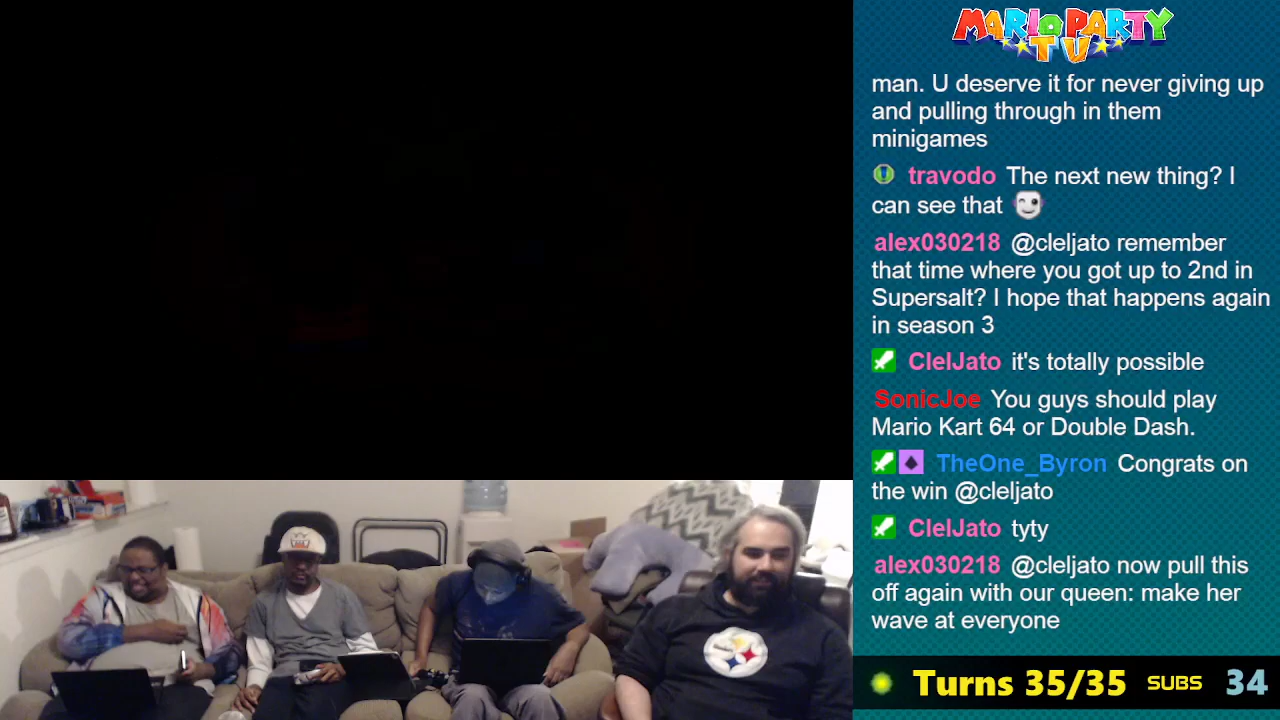 MARIO PARTY
TV
man. U deserve it for never giving up
and pulling through in them
minigames
travodo The next new thing? I
can see that
alex030218 @cleljato remember
that time where you got up to 2nd in
Supersalt? I hope that happens again
in season 3
ClelJato it's totally possible
SonicJoe You guys should play
Mario Kart 64 or Double Dash.
TheOne_Byron Congrats on
the win @cleljato
ClelJato tyty
alex030218 @cleljato now pull this
off again with our queen: make her
wave at everyone
Turns 35/35 SUBS 34